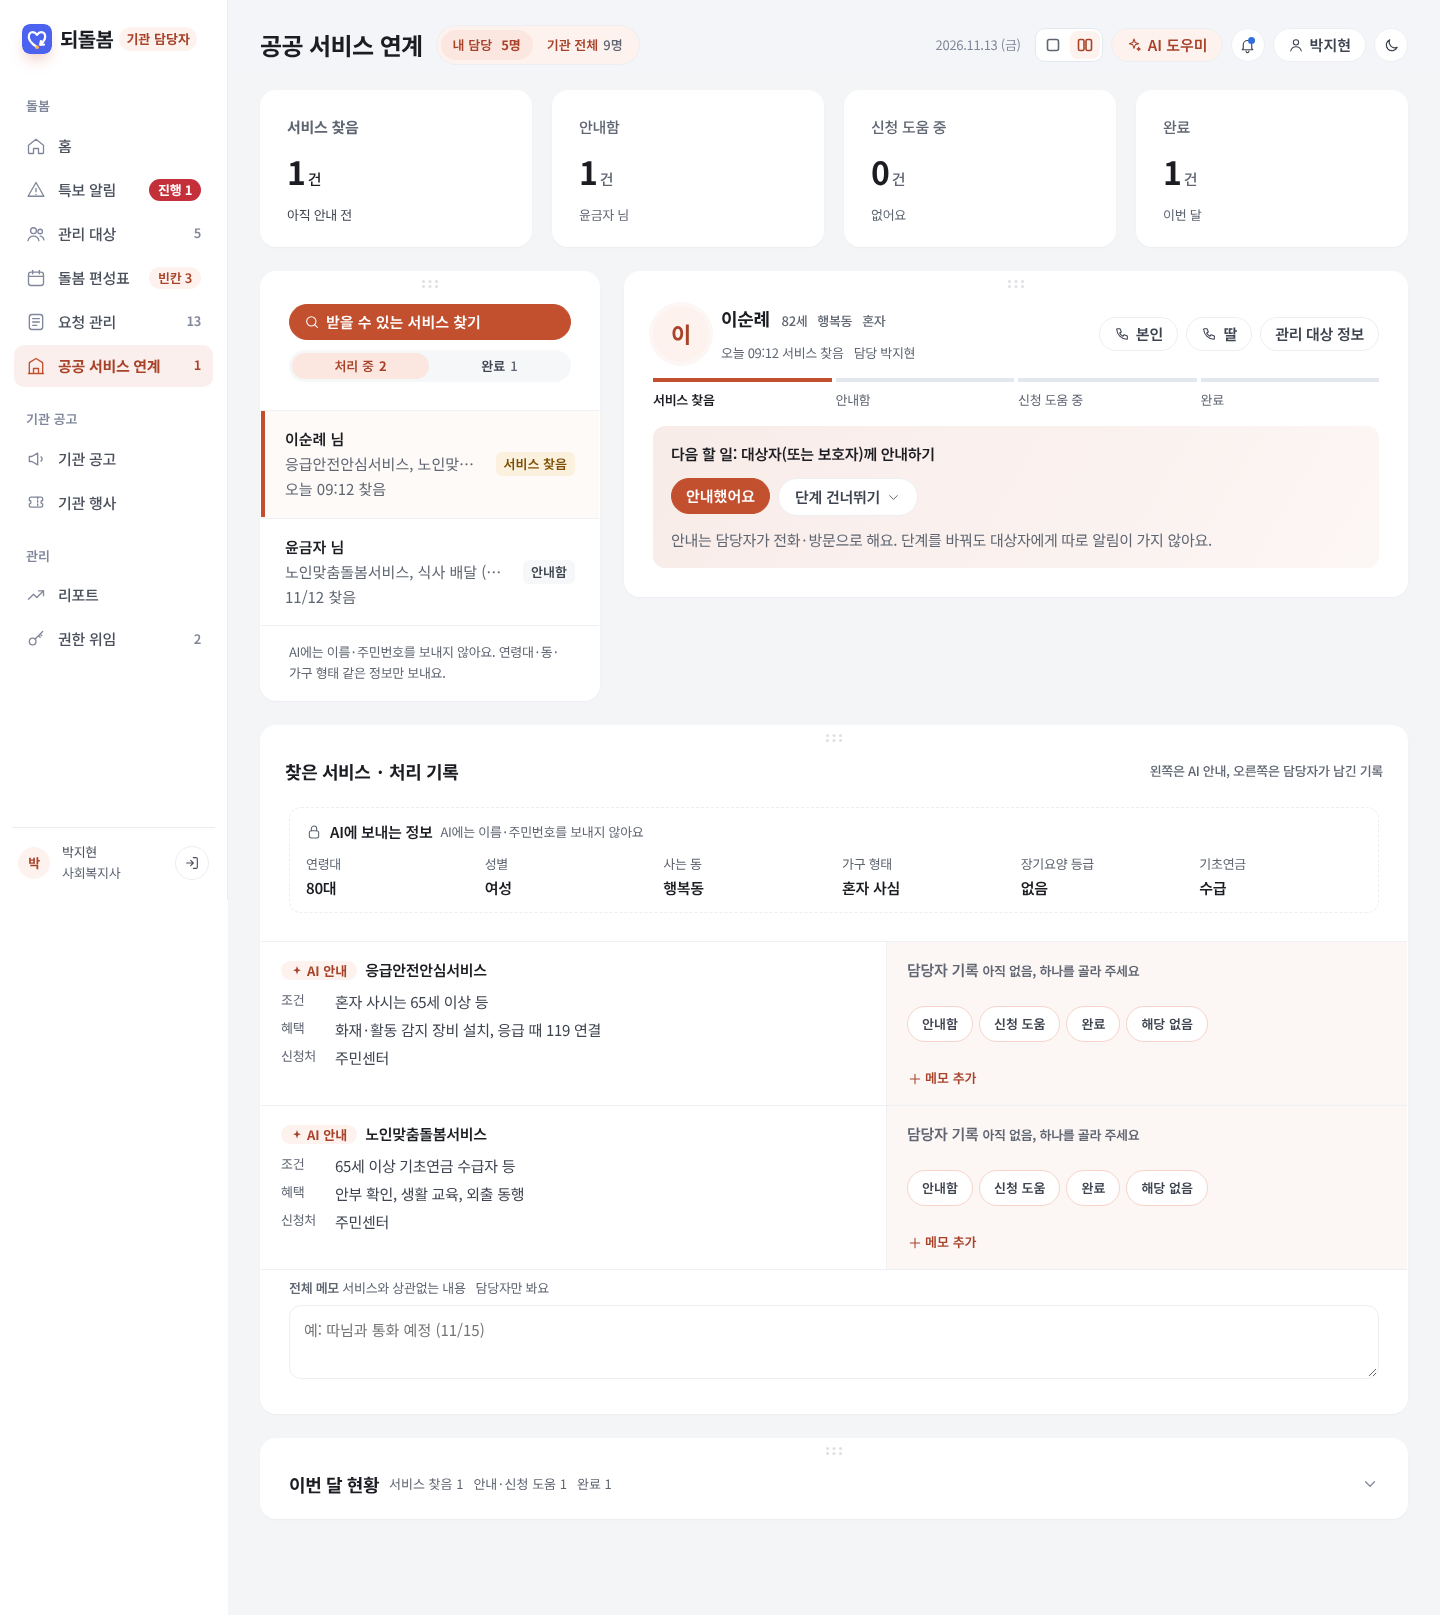 되돌봄 기관 담당자
돌봄
홈
특보 알림 진행 1
관리 대상 5
돌봄 편성표 빈칸 3
요청 관리 13
공공 서비스 연계 1
기관 공고
기관 공고
기관 행사
관리
리포트
권한 위임 2
박 박지현
사회복지사
공공 서비스 연계 내 담당 5명 기관 전체 9명
2026.11.13 (금) AI 도우미 박지현
서비스 찾음
1건
아직 안내 전
안내함
1건
윤금자 님
신청 도움 중
0건
없어요
완료
1건
이번 달
받을 수 있는 서비스 찾기
처리 중 2 완료 1
이순례 님
응급안전안심서비스, 노인맞… 서비스 찾음
오늘 09:12 찾음
윤금자 님
노인맞춤돌봄서비스, 식사 배달 (… 안내함
11/12 찾음
AI에는 이름·주민번호를 보내지 않아요. 연령대·동·
가구 형태 같은 정보만 보내요.
이 이순례 82세 행복동 혼자
오늘 09:12 서비스 찾음 담당 박지현
본인 딸 관리 대상 정보
서비스 찾음 안내함 신청 도움 중 완료
다음 할 일: 대상자(또는 보호자)께 안내하기
안내했어요 단계 건너뛰기
안내는 담당자가 전화·방문으로 해요. 단계를 바꿔도 대상자에게 따로 알림이 가지 않아요.
찾은 서비스 · 처리 기록 왼쪽은 AI 안내, 오른쪽은 담당자가 남긴 기록
AI에 보내는 정보 AI에는 이름·주민번호를 보내지 않아요
연령대 성별 사는 동 가구 형태 장기요양 등급 기초연금
80대 여성 행복동 혼자 사심 없음 수급
AI 안내 응급안전안심서비스
조건 혼자 사시는 65세 이상 등
혜택 화재·활동 감지 장비 설치, 응급 때 119 연결
신청처 주민센터
담당자 기록 아직 없음, 하나를 골라 주세요
안내함 신청 도움 완료 해당 없음
메모 추가
AI 안내 노인맞춤돌봄서비스
조건 65세 이상 기초연금 수급자 등
혜택 안부 확인, 생활 교육, 외출 동행
신청처 주민센터
담당자 기록 아직 없음, 하나를 골라 주세요
안내함 신청 도움 완료 해당 없음
메모 추가
전체 메모 서비스와 상관없는 내용 담당자만 봐요
예: 따님과 통화 예정 (11/15)
이번 달 현황 서비스 찾음 1 안내·신청 도움 1 완료 1